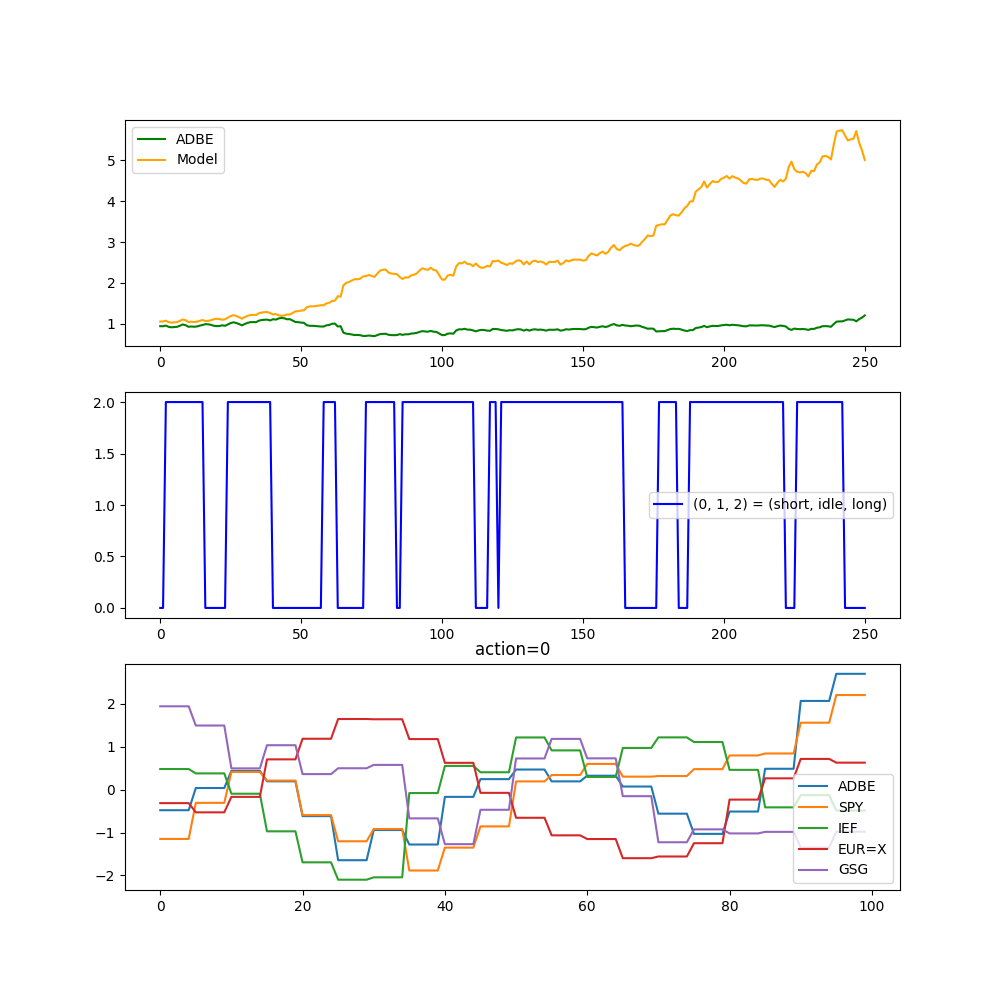 ADBE
Model
5
4
3
2
1
0 50 100 150 200 250
2.0
1.5
1.0
0.5
0.0
(0, 1, 2) = (short, idle, long)
0 50 100 150 200 250
action=0
2
1
0
−1
−2
ADBE
SPY
IEF
EUR=X
GSG
0 20 40 60 80 100